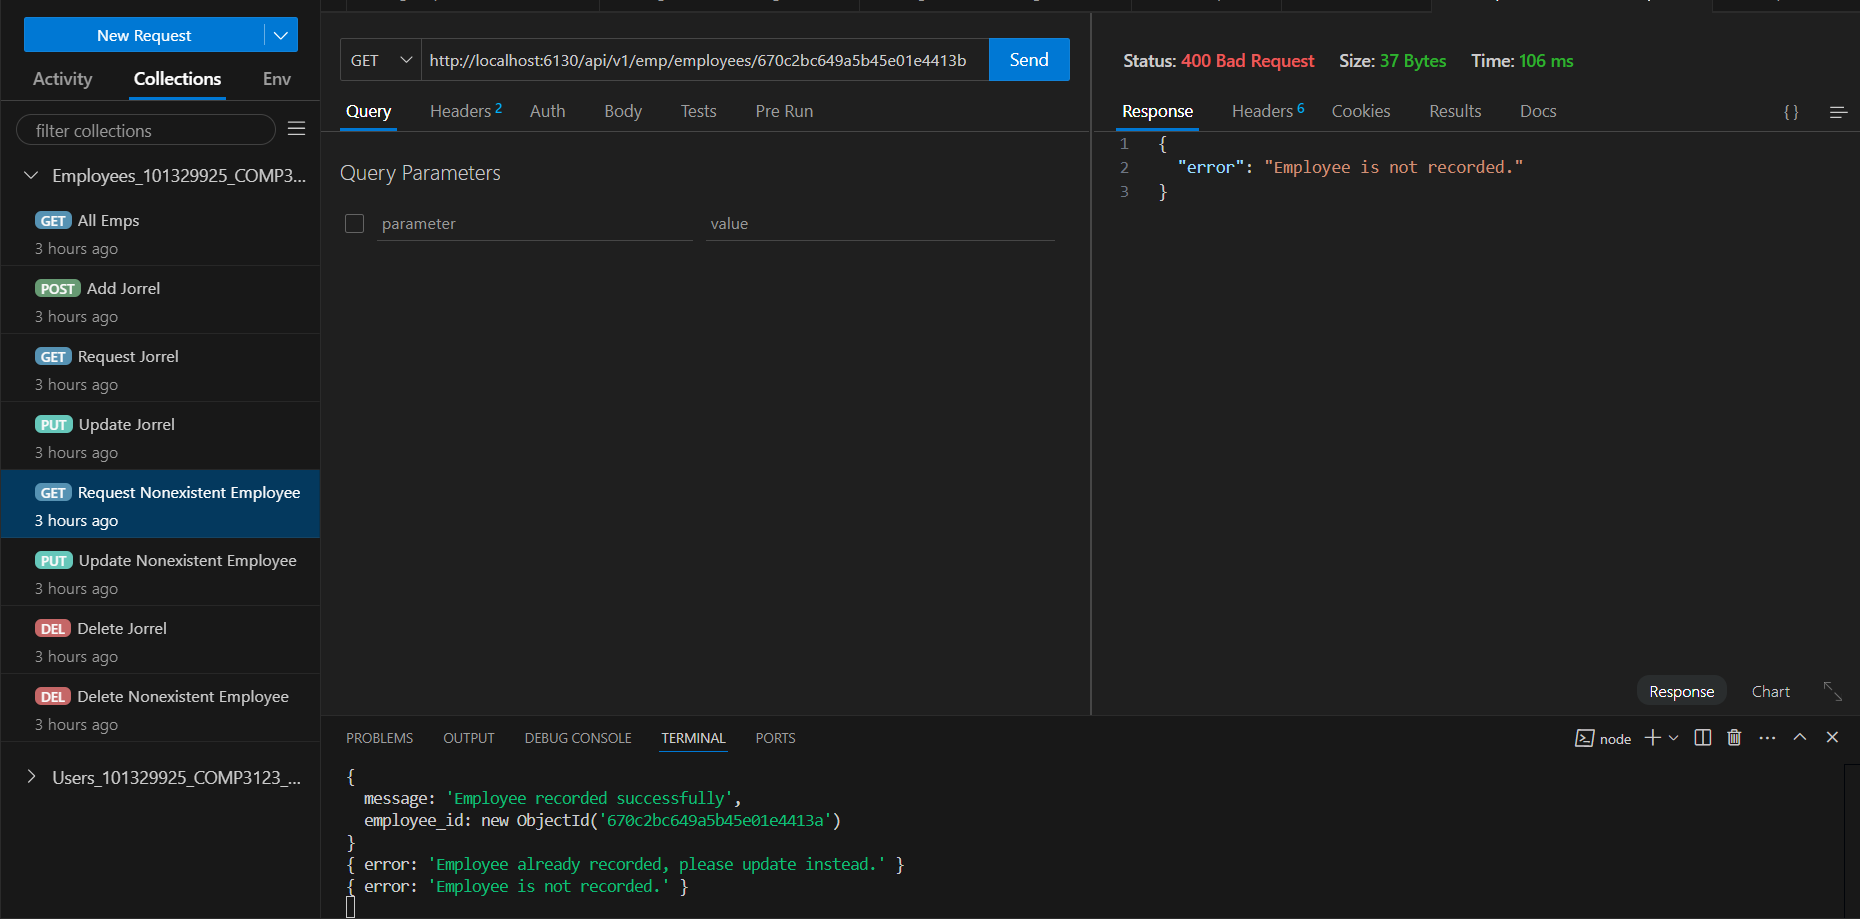 New Request
Activity Collections Env
filter collections
Employees_101329925_COMP3...
GET All Emps
3 hours ago
POST Add Jorrel
3 hours ago
GET Request Jorrel
3 hours ago
PUT Update Jorrel
3 hours ago
GET Request Nonexistent Employee
3 hours ago
PUT Update Nonexistent Employee
3 hours ago
DEL Delete Jorrel
3 hours ago
DEL Delete Nonexistent Employee
3 hours ago
Users_101329925_COMP3123_...
GET http://localhost:6130/api/v1/emp/employees/670c2bc649a5b45e01e4413b Send
Query Headers 2 Auth Body Tests Pre Run
Query Parameters
parameter value
Status: 400 Bad Request Size: 37 Bytes Time: 106 ms
Response Headers 6 Cookies Results Docs { }
1 {
2 "error": "Employee is not recorded."
3 }
Response Chart
PROBLEMS OUTPUT DEBUG CONSOLE TERMINAL PORTS
node
{
message: 'Employee recorded successfully',
employee_id: new ObjectId('670c2bc649a5b45e01e4413a')
}
{ error: 'Employee already recorded, please update instead.' }
{ error: 'Employee is not recorded.' }